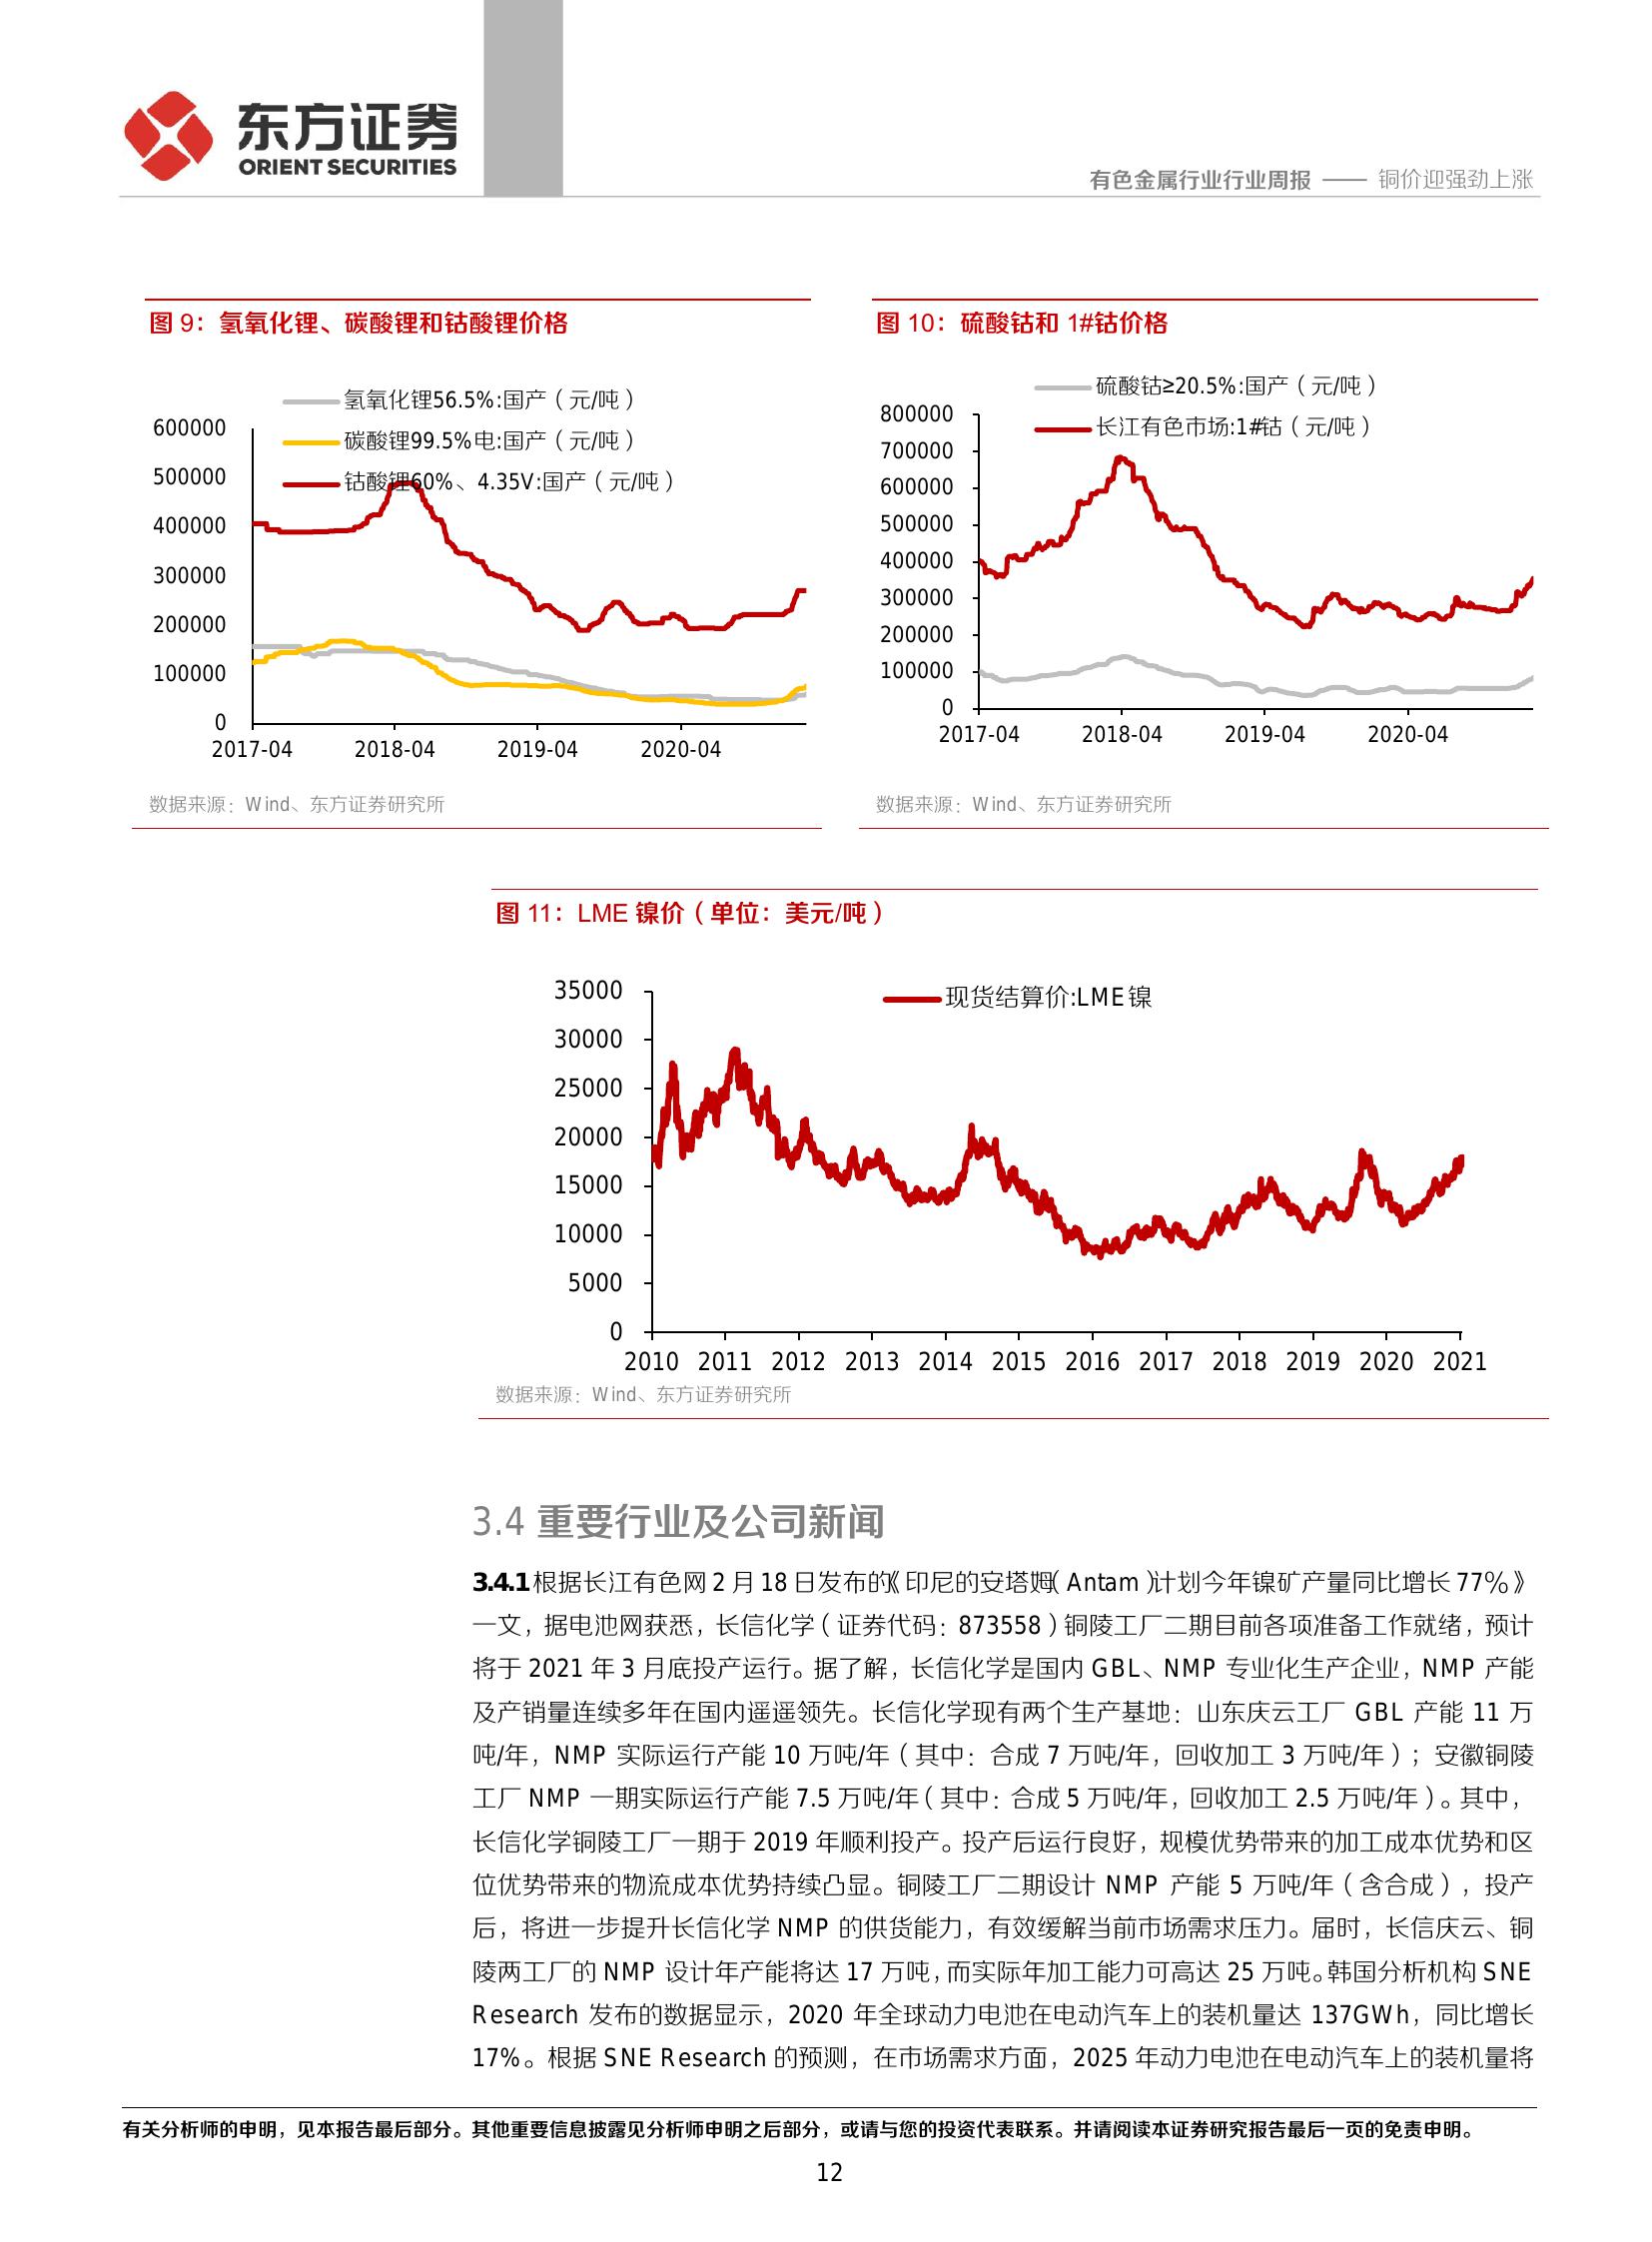 东方证券
ORIENT SECURITIES
有色金属行业行业周报 —— 铜价迎强劲上涨
图 9：氢氧化锂、碳酸锂和钴酸锂价格
氢氧化锂56.5%:国产（元/吨）
碳酸锂99.5%电:国产（元/吨）
钴酸锂60%、4.35V:国产（元/吨）
600000
500000
400000
300000
200000
100000
0
2017-04 2018-04 2019-04 2020-04
数据来源：Wind、东方证券研究所
图 10：硫酸钴和 1#钴价格
硫酸钴≥20.5%:国产（元/吨）
长江有色市场:1#钴（元/吨）
800000
700000
600000
500000
400000
300000
200000
100000
0
2017-04 2018-04 2019-04 2020-04
数据来源：Wind、东方证券研究所
图 11：LME 镍价（单位：美元/吨）
现货结算价:LME镍
35000
30000
25000
20000
15000
10000
5000
0
2010 2011 2012 2013 2014 2015 2016 2017 2018 2019 2020 2021
数据来源：Wind、东方证券研究所
3.4 重要行业及公司新闻
3.4.1根据长江有色网 2 月 18 日发布的《印尼的安塔姆（Antam）计划今年镍矿产量同比增长 77%》
一文，据电池网获悉，长信化学（证券代码：873558）铜陵工厂二期目前各项准备工作就绪，预计
将于 2021 年 3 月底投产运行。据了解，长信化学是国内 GBL、NMP 专业化生产企业，NMP 产能
及产销量连续多年在国内遥遥领先。长信化学现有两个生产基地：山东庆云工厂 GBL 产能 11 万
吨/年，NMP 实际运行产能 10 万吨/年（其中：合成 7 万吨/年，回收加工 3 万吨/年）；安徽铜陵
工厂 NMP 一期实际运行产能 7.5 万吨/年（其中：合成 5 万吨/年，回收加工 2.5 万吨/年）。其中，
长信化学铜陵工厂一期于 2019 年顺利投产。投产后运行良好，规模优势带来的加工成本优势和区
位优势带来的物流成本优势持续凸显。铜陵工厂二期设计 NMP 产能 5 万吨/年（含合成），投产
后，将进一步提升长信化学 NMP 的供货能力，有效缓解当前市场需求压力。届时，长信庆云、铜
陵两工厂的 NMP 设计年产能将达 17 万吨，而实际年加工能力可高达 25 万吨。韩国分析机构 SNE
Research 发布的数据显示，2020 年全球动力电池在电动汽车上的装机量达 137GWh，同比增长
17%。根据 SNE Research 的预测，在市场需求方面，2025 年动力电池在电动汽车上的装机量将
有关分析师的申明，见本报告最后部分。其他重要信息披露见分析师申明之后部分，或请与您的投资代表联系。并请阅读本证券研究报告最后一页的免责申明。
12